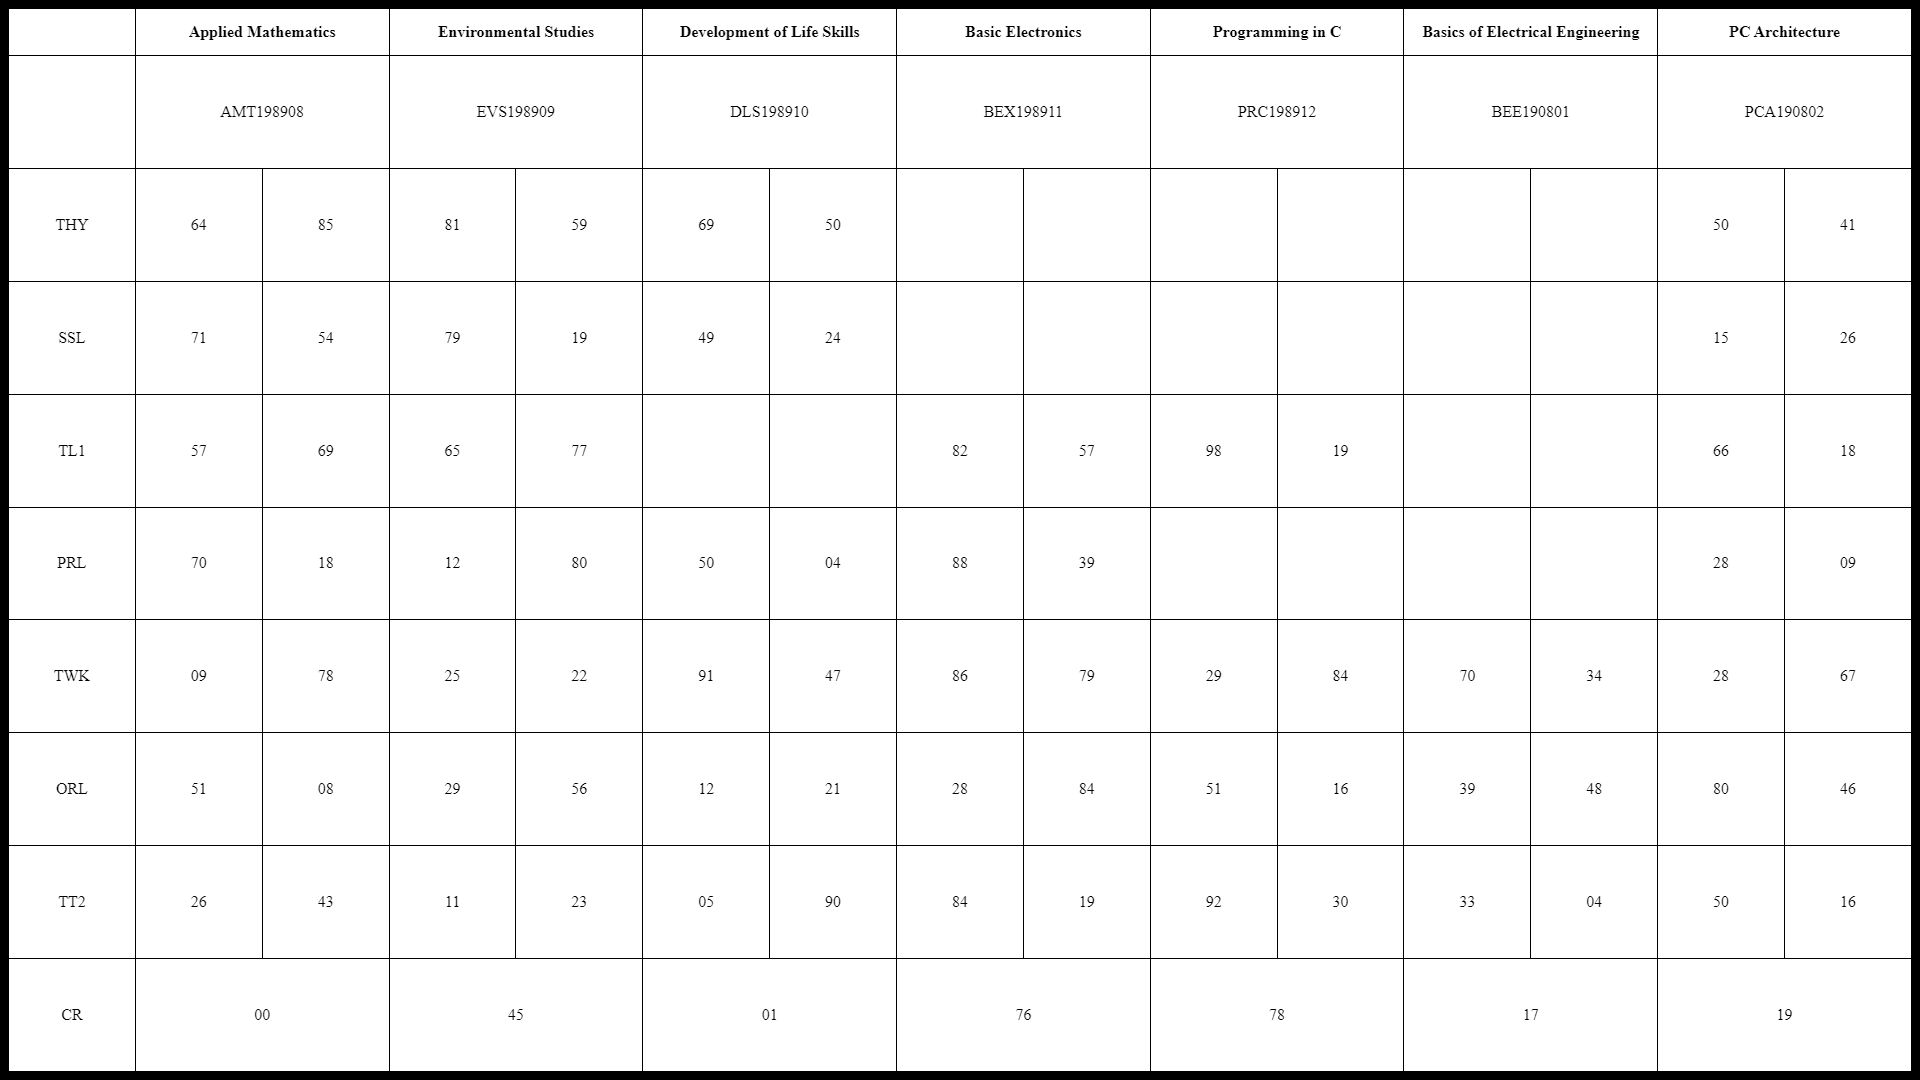 Applied Mathematics Environmental Studies Development of Life Skills Basic Electronics Programming in C Basics of Electrical Engineering PC Architecture
AMT198908 EVS198909 DLS198910 BEX198911 PRC198912 BEE190801 PCA190802
THY 64 85 81 59 69 50 50 41
SSL 71 54 79 19 49 24 15 26
TL1 57 69 65 77 82 57 98 19 66 18
PRL 70 18 12 80 50 04 88 39 28 09
TWK 09 78 25 22 91 47 86 79 29 84 70 34 28 67
ORL 51 08 29 56 12 21 28 84 51 16 39 48 80 46
TT2 26 43 11 23 05 90 84 19 92 30 33 04 50 16
CR 00 45 01 76 78 17 19